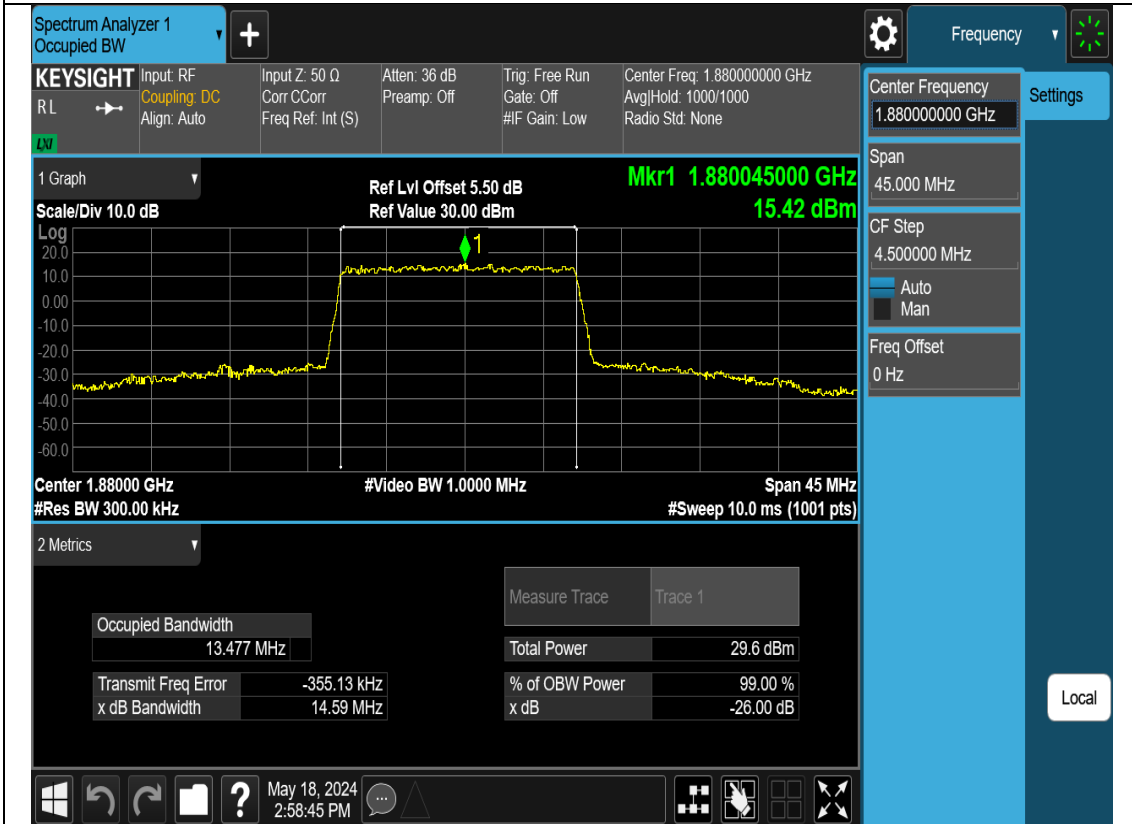 Spectrum Analyzer 1
Occupied BW
▼
+
Frequency
▼
KEYSIGHT
RL
LXI
Input: RF
Coupling: DC
Align: Auto
Input Z: 50 Ω
Corr CCorr
Freq Ref: Int (S)
Atten: 36 dB
Preamp: Off
Trig: Free Run
Gate: Off
#IF Gain: Low
Center Freq: 1.880000000 GHz
Avg|Hold: 1000/1000
Radio Std: None
Center Frequency
1.880000000 GHz
Settings
Span
45.000 MHz
CF Step
4.500000 MHz
Auto
Man
Freq Offset
0 Hz
Local
1 Graph
▼
Scale/Div 10.0 dB
Ref Lvl Offset 5.50 dB
Ref Value 30.00 dBm
Mkr1 1.880045000 GHz
15.42 dBm
Log
1
20.0
10.0
0.00
-10.0
-20.0
-30.0
-40.0
-50.0
-60.0
Center 1.88000 GHz
#Video BW 1.0000 MHz
Span 45 MHz
#Res BW 300.00 kHz
#Sweep 10.0 ms (1001 pts)
2 Metrics
▼
Measure Trace
Trace 1
Occupied Bandwidth
13.477 MHz
Total Power
29.6 dBm
Transmit Freq Error
-355.13 kHz
% of OBW Power
99.00 %
x dB Bandwidth
14.59 MHz
x dB
-26.00 dB
?
May 18, 2024
2:58:45 PM